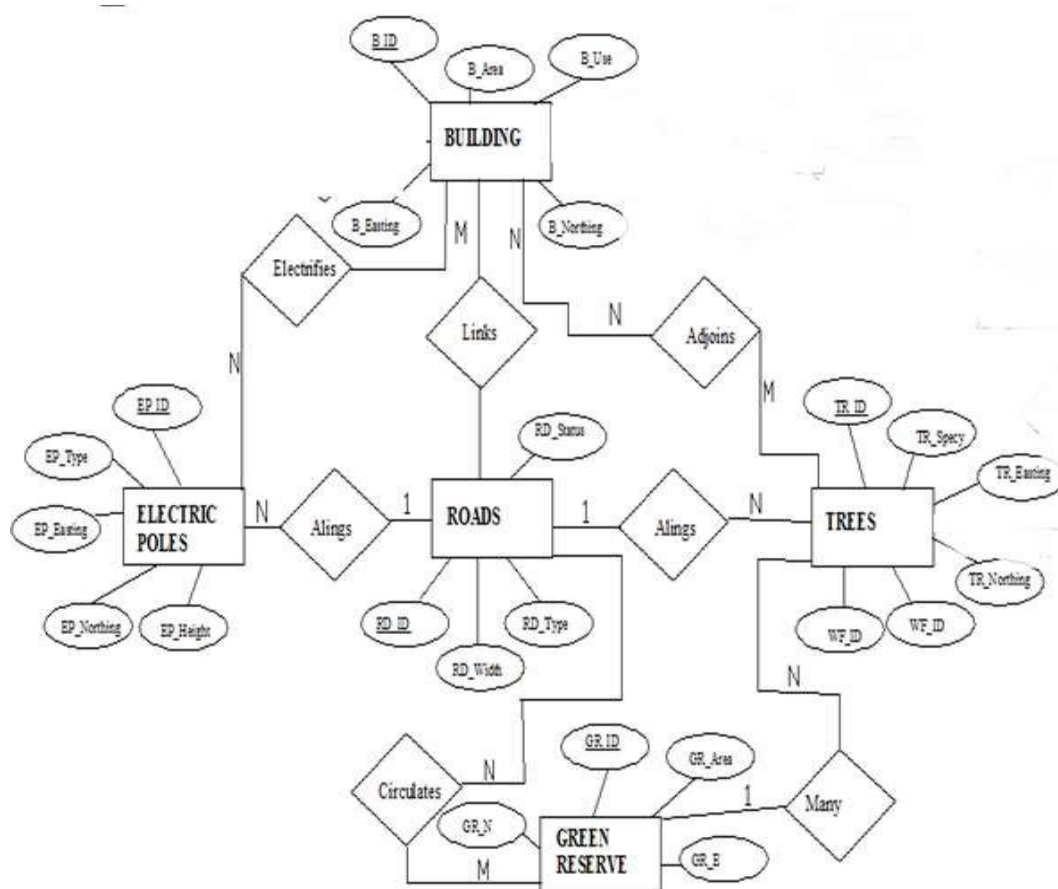 B_ID
B_Area
B_Use
BUILDING
B_Easting
B_Northing
M
N
Electrifies
Links
N
Adjoins
N
M
EP_ID
TR_ID
RD_Status
TR_Specy
EP_Type
TR_Easting
ELECTRIC
POLES
N
Alings
1
ROADS
1
Alings
N
TREES
EP_Easting
TR_Northing
EP_Northing
EP_Height
RD_ID
RD_Type
WF_ID
WF_ID
RD_Width
N
GR_ID
GR_Area
Circulates
N
1
Many
GR_N
GREEN
RESERVE
GR_E
M